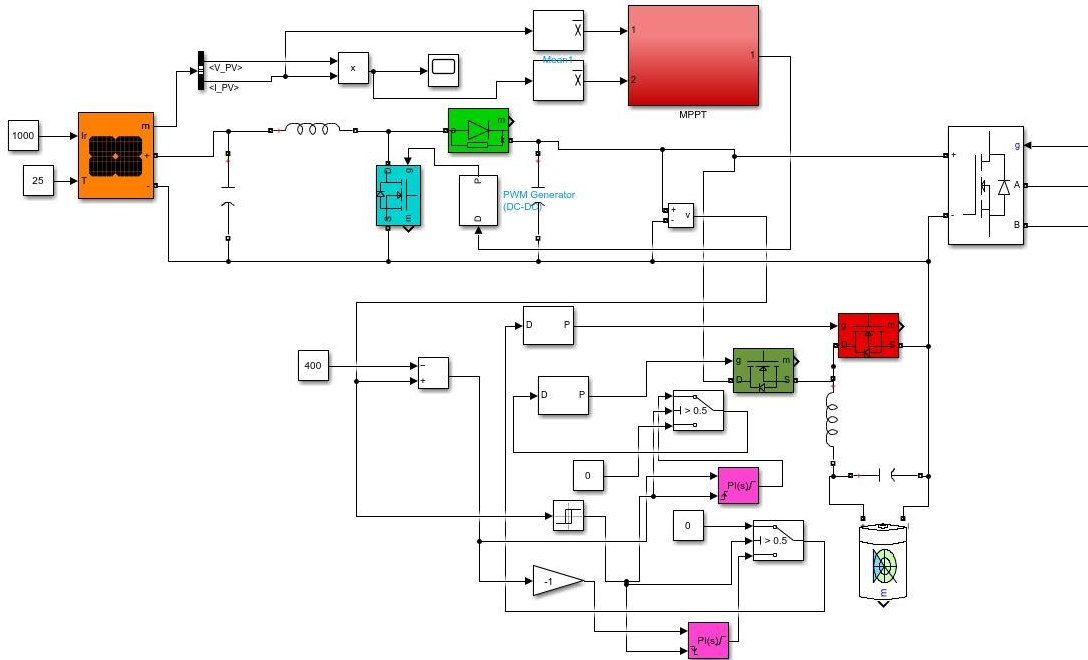 1
Mean1
2
1
MPPT
<V_PV>
<I_PV>
x
1000
25
Ir
T
m
+
-
m
a
k
D
g
S
m
P
D
PWM Generator
(DC-DC)
+
-
v
+
-
g
A
B
D
P
g
m
D
S
400
−
+
D
P
g
m
D
S
> 0.5
0
PI(s)
0
> 0.5
-1
PI(s)
m